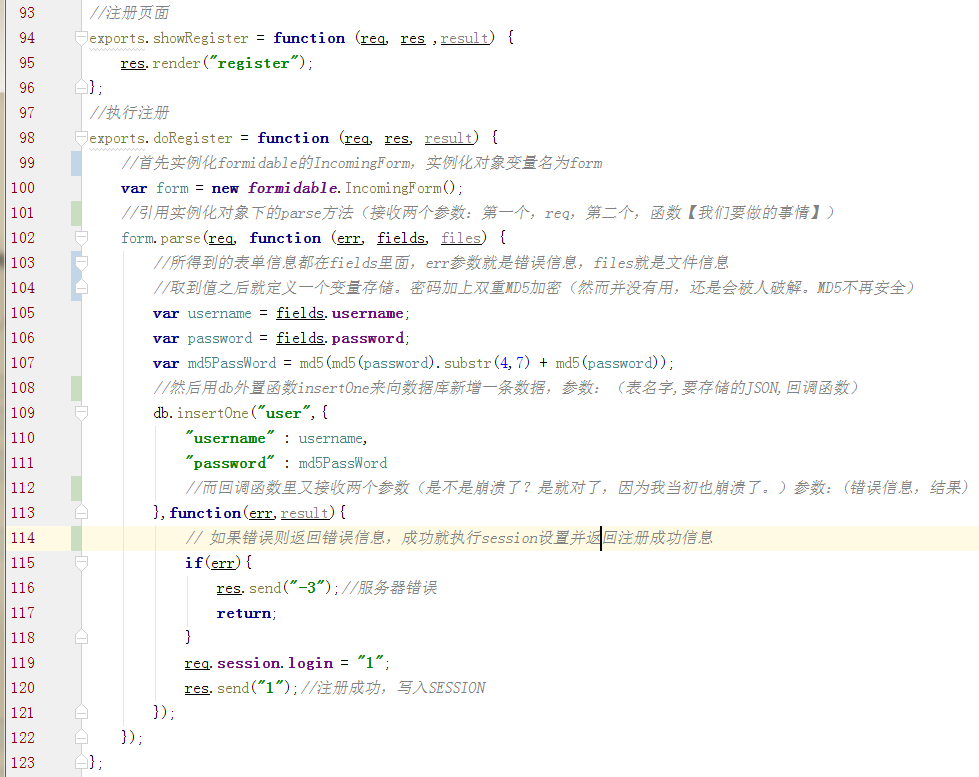 93 //注册页面
94 exports.showRegister = function (req, res ,result) {
95     res.render("register");
96 };
97 //执行注册
98 exports.doRegister = function (req, res, result) {
99     //首先实例化formidable的IncomingForm，实例化对象变量名为form
100     var form = new formidable.IncomingForm();
101     //引用实例化对象下的parse方法（接收两个参数：第一个，req，第二个，函数【我们要做的事情】）
102     form.parse(req, function (err, fields, files) {
103         //所得到的表单信息都在fields里面，err参数就是错误信息，files就是文件信息
104         //取到值之后就定义一个变量存储。密码加上双重MD5加密（然而并没有用，还是会被人破解。MD5不再安全）
105         var username = fields.username;
106         var password = fields.password;
107         var md5PassWord = md5(md5(password).substr(4,7) + md5(password));
108         //然后用db外置函数insertOne来向数据库新增一条数据，参数：（表名字,要存储的JSON,回调函数）
109         db.insertOne("user",{
110             "username" : username,
111             "password" : md5PassWord
112             //而回调函数里又接收两个参数（是不是崩溃了？是就对了，因为我当初也崩溃了。）参数：(错误信息，结果）
113         },function(err,result){
114             // 如果错误则返回错误信息，成功就执行session设置并返回注册成功信息
115             if(err){
116                 res.send("-3");//服务器错误
117                 return;
118             }
119             req.session.login = "1";
120             res.send("1");//注册成功，写入SESSION
121         });
122     });
123 };